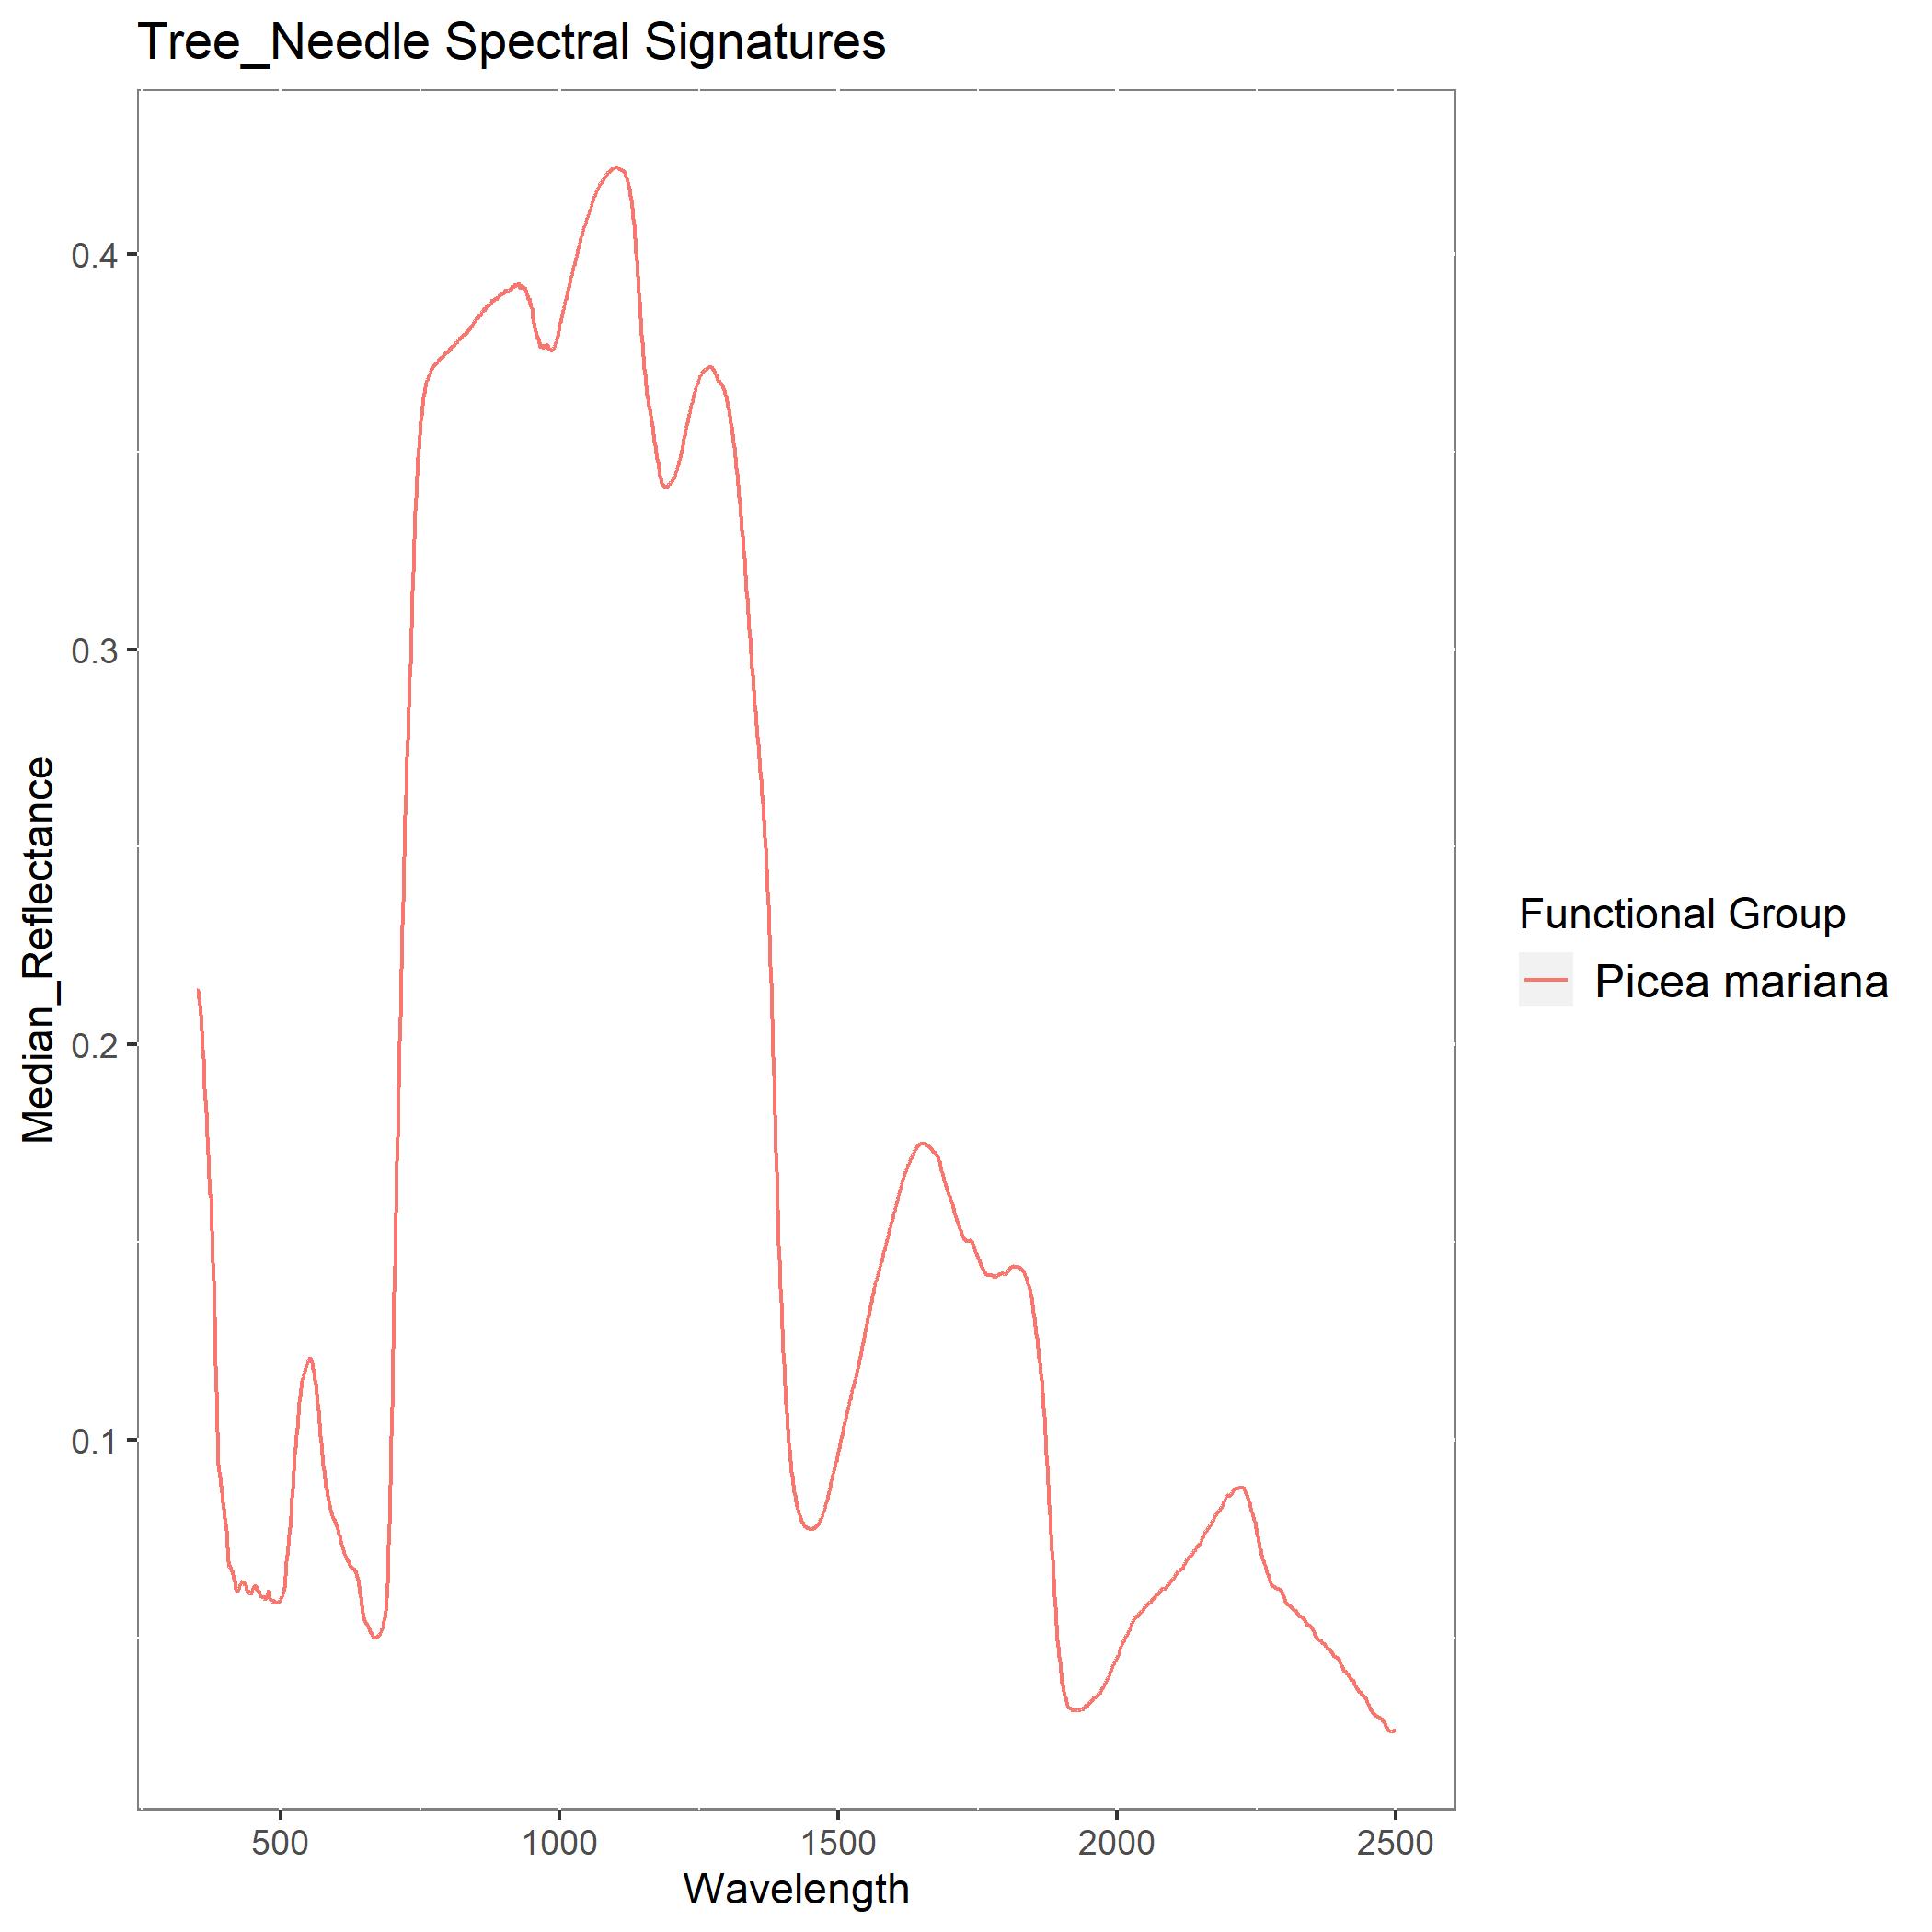 Tree_Needle Spectral Signatures
Median_Reflectance
0.4
0.3
0.2
0.1
500 1000 1500 2000 2500
Wavelength
Functional Group
Picea mariana